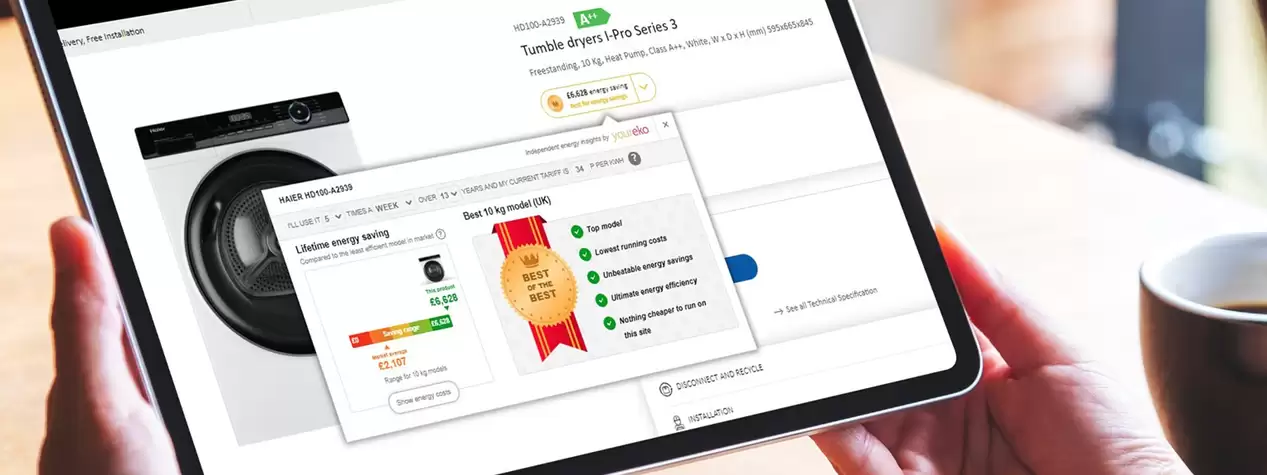 livery, Free Installation
HD100-A2939 A++
Tumble dryers I-Pro Series 3
Freestanding, 10 Kg, Heat Pump, Class A++, White, W x D x H (mm) 595x665x845
£6,628 energy saving
best for energy savings
Haier
Independent energy insights by youreko
HAIER HD100-A2939
I'LL USE IT 5 TIMES A WEEK OVER 13 YEARS AND MY CURRENT TARIFF IS 34 P PER KWH ?
Lifetime energy saving
Compared to the least efficient model in market ?
This product
£6,628
£0 Saving range £6,628
Market average
£2,107
Range for 10 kg models
Show energy costs
Best 10 kg model (UK)
BEST
OF THE
BEST
Top model
Lowest running costs
Unbeatable energy savings
Ultimate energy efficiency
Nothing cheaper to run on
this site
See all Technical Specification
DISCONNECT AND RECYCLE
INSTALLATION